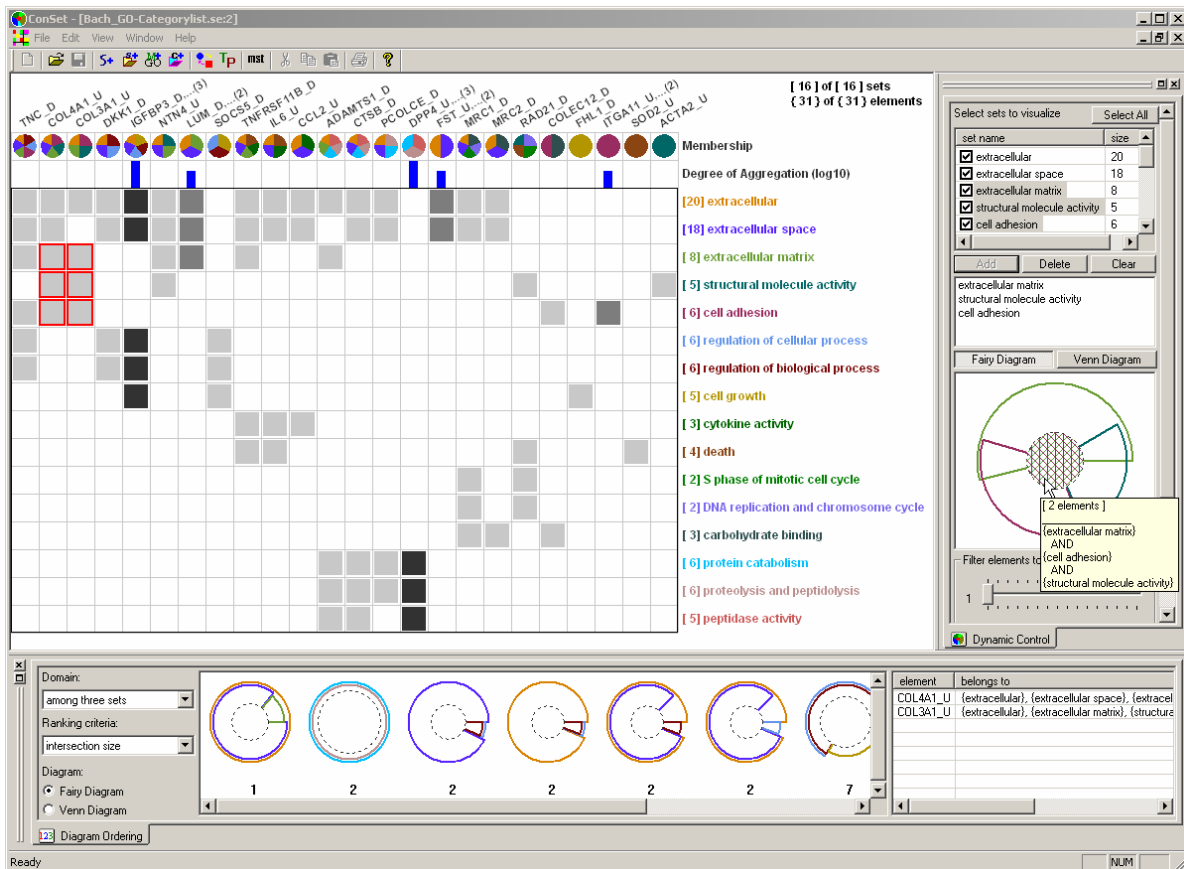 ConSet - [Bach_GO-Categorylist.se:2]
File Edit View Window Help
S+ S+ C+ TP mst ?
TNC_D
COL4A1_U
COL3A1_U
DKK1_D
IGFBP3_D,...(3)
NTN4_U
LUM_D,...(2)
SOCS5_D
TNFRSF11B_D
IL6_U
CCL2_U
ADAMTS1_D
CTSB_D
PCOLCE_D
DPP4_U,...(3)
FST_U,...(2)
MRC1_D
MRC2_D
RAD21_D
COLEC12_D
FHL1_D
ITGA11_U,...(2)
SOD2_U
ACTA2_U
[ 16 ] of [ 16 ] sets
{ 31 } of { 31 } elements
Membership
Degree of Aggregation (log10)
[20] extracellular
[18] extracellular space
[ 8] extracellular matrix
[ 5] structural molecule activity
[ 6] cell adhesion
[ 6] regulation of cellular process
[ 6] regulation of biological process
[ 5] cell growth
[ 3] cytokine activity
[ 4] death
[ 2] S phase of mitotic cell cycle
[ 2] DNA replication and chromosome cycle
[ 3] carbohydrate binding
[ 6] protein catabolism
[ 6] proteolysis and peptidolysis
[ 5] peptidase activity
Select sets to visualize Select All
set name size
extracellular 20
extracellular space 18
extracellular matrix 8
structural molecule activity 5
cell adhesion 6
Add Delete Clear
extracellular matrix
structural molecule activity
cell adhesion
Fairy Diagram Venn Diagram
[ 2 elements ]
{extracellular matrix}
AND
{cell adhesion}
AND
{structural molecule activity}
Filter elements to
1
Dynamic Control
Domain:
among three sets
Ranking criteria:
intersection size
Diagram:
Fairy Diagram
Venn Diagram
1 2 2 2 2 2 7
123 Diagram Ordering
element belongs to
COL4A1_U {extracellular}, {extracellular space}, {extracel
COL3A1_U {extracellular}, {extracellular matrix}, {structura
Ready NUM